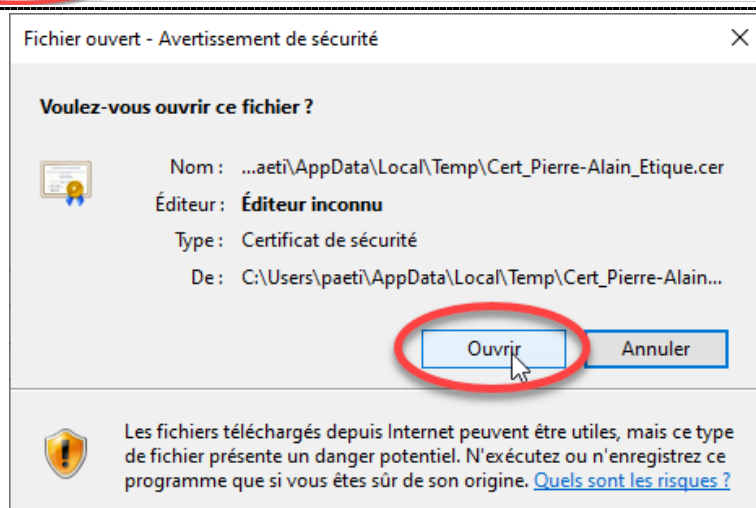 Fichier ouvert - Avertissement de sécurité
Voulez-vous ouvrir ce fichier ?
Nom : ...aeti\AppData\Local\Temp\Cert_Pierre-Alain_Etique.cer
Éditeur : Éditeur inconnu
Type : Certificat de sécurité
De : C:\Users\paeti\AppData\Local\Temp\Cert_Pierre-Alain...
Ouvrir Annuler
Les fichiers téléchargés depuis Internet peuvent être utiles, mais ce type
de fichier présente un danger potentiel. N'exécutez ou n'enregistrez ce
programme que si vous êtes sûr de son origine. Quels sont les risques ?